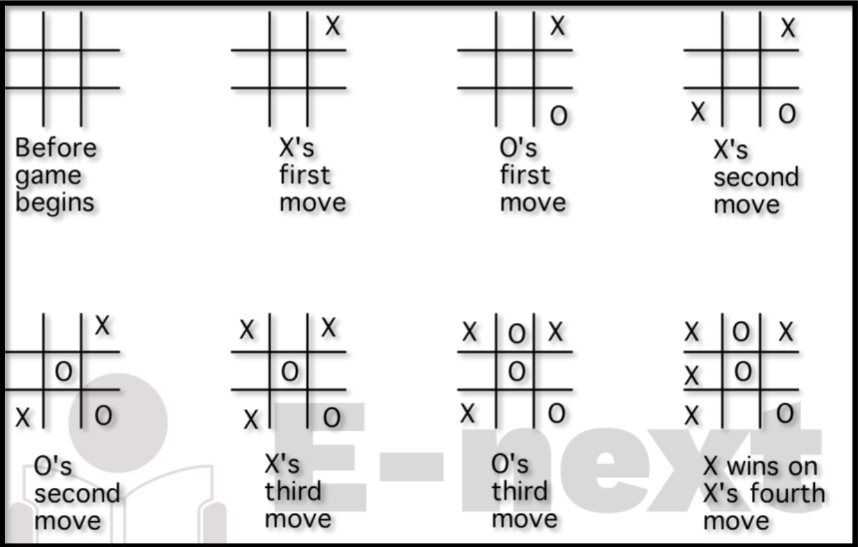 Before
game
begins
X
X's
first
move
X
O
O's
first
move
X
X O
X's
second
move
X
O
X O
O's
second
move
X X
O
X O
X's
third
move
X O X
O
X O
O's
third
move
X O X
X O
X O
X wins on
X's fourth
move
E-next